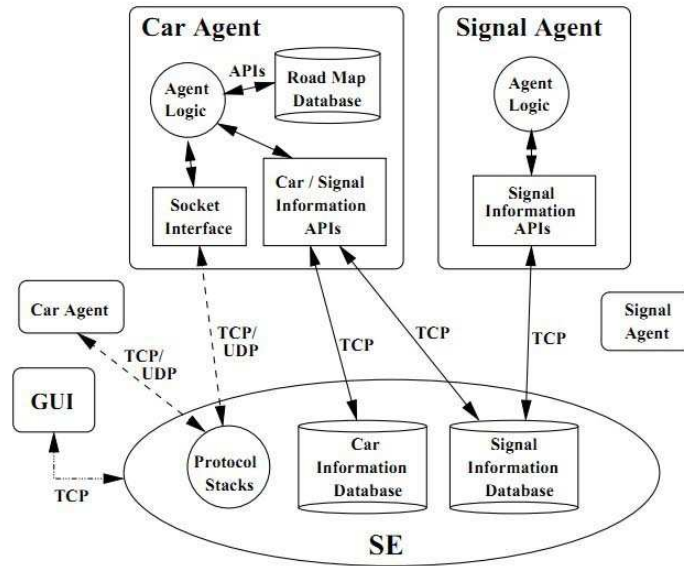 Car Agent
Signal Agent
APIs
Road Map
Database
Agent
Logic
Agent
Logic
Socket
Interface
Car / Signal
Information
APIs
Signal
Information
APIs
Car Agent
Signal
Agent
TCP/
UDP
TCP/
UDP
TCP
TCP
TCP
GUI
TCP
Protocol
Stacks
Car
Information
Database
Signal
Information
Database
SE